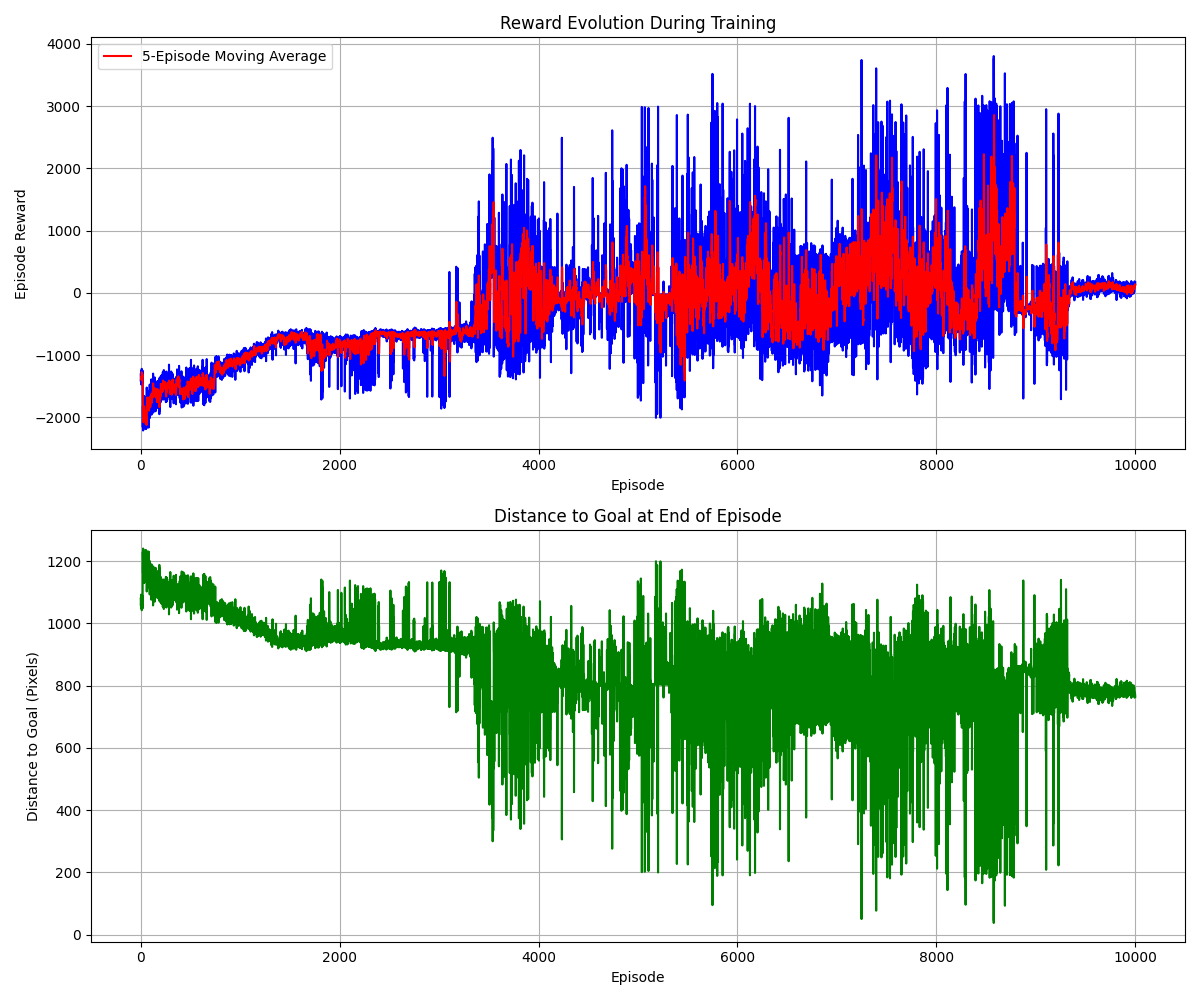 Reward Evolution During Training
5-Episode Moving Average
Episode Reward
4000
3000
2000
1000
0
−1000
−2000
0 2000 4000 6000 8000 10000
Episode
Distance to Goal at End of Episode
Distance to Goal (Pixels)
1200
1000
800
600
400
200
0
0 2000 4000 6000 8000 10000
Episode